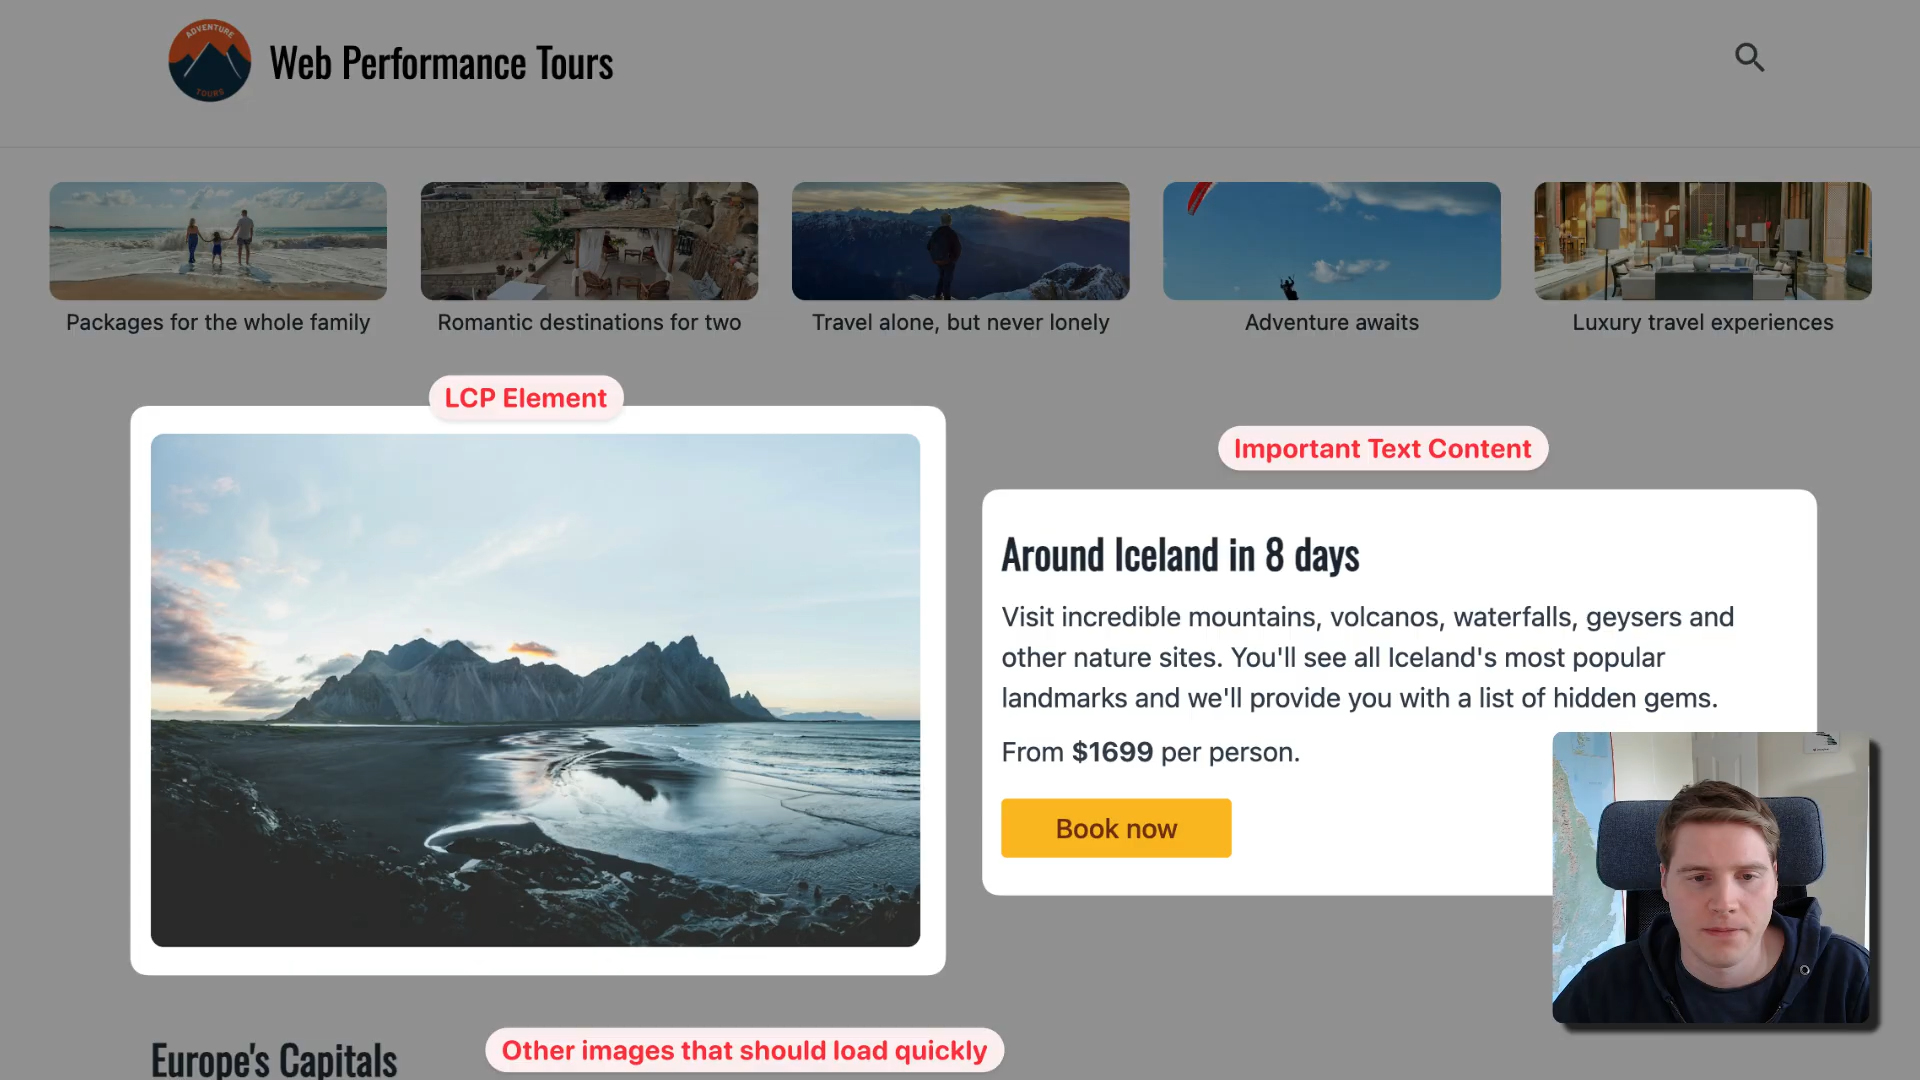 ADVENTURE
TOURS
Web Performance Tours
Packages for the whole family
Romantic destinations for two
Travel alone, but never lonely
Adventure awaits
Luxury travel experiences
LCP Element
Important Text Content
Around Iceland in 8 days
Visit incredible mountains, volcanos, waterfalls, geysers and
other nature sites. You'll see all Iceland's most popular
landmarks and we'll provide you with a list of hidden gems.
From $1699 per person.
Book now
Europe's Capitals
Other images that should load quickly